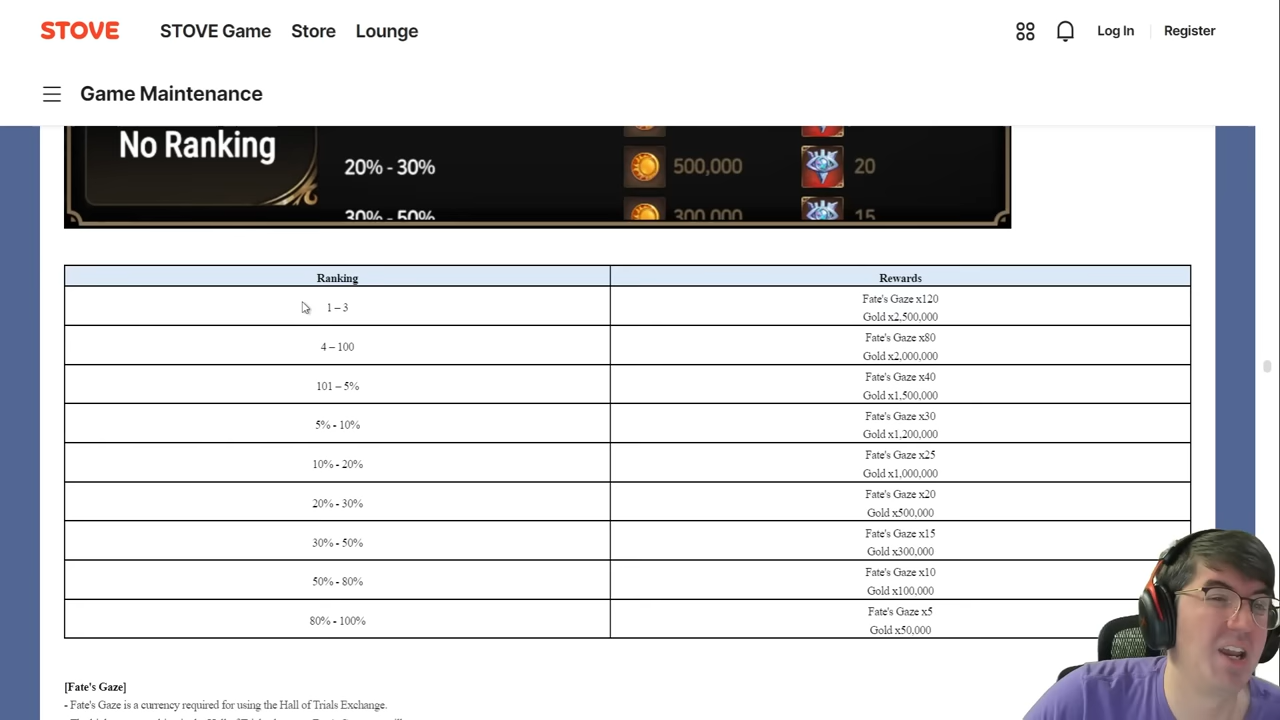 STOVE STOVE Game Store Lounge Log In Register
Game Maintenance
No Ranking
20% - 30% 500,000 20
30% - 50% 300,000 15
Ranking Rewards
1 – 3 Fate's Gaze x120
Gold x2,500,000
4 – 100 Fate's Gaze x80
Gold x2,000,000
101 – 5% Fate's Gaze x40
Gold x1,500,000
5% - 10% Fate's Gaze x30
Gold x1,200,000
10% - 20% Fate's Gaze x25
Gold x1,000,000
20% - 30% Fate's Gaze x20
Gold x500,000
30% - 50% Fate's Gaze x15
Gold x300,000
50% - 80% Fate's Gaze x10
Gold x100,000
80% - 100% Fate's Gaze x5
Gold x50,000
[Fate's Gaze]
- Fate's Gaze is a currency required for using the Hall of Trials Exchange.